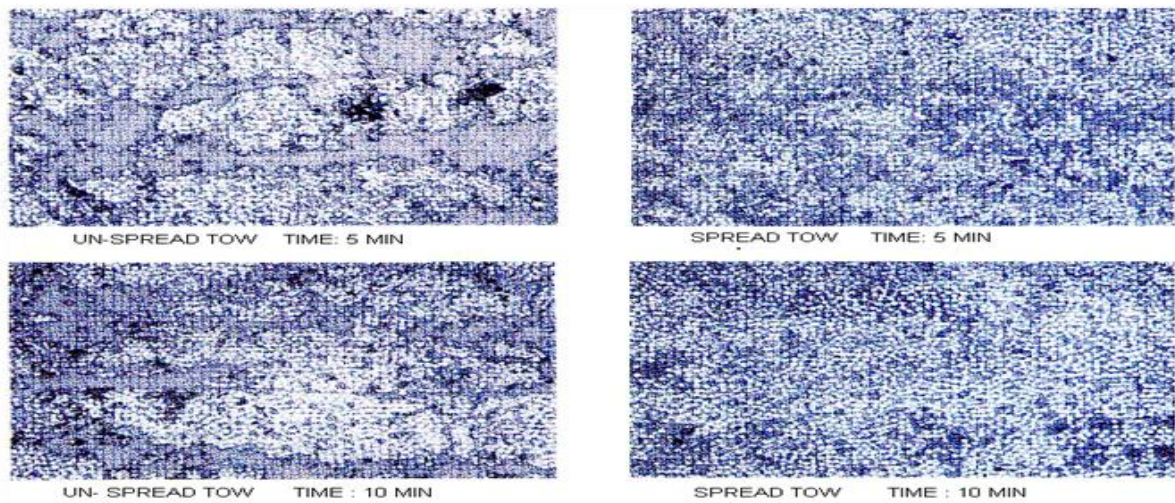 UN-SPREAD TOW TIME: 5 MIN
SPREAD TOW TIME: 5 MIN
UN- SPREAD TOW TIME : 10 MIN
SPREAD TOW TIME : 10 MIN